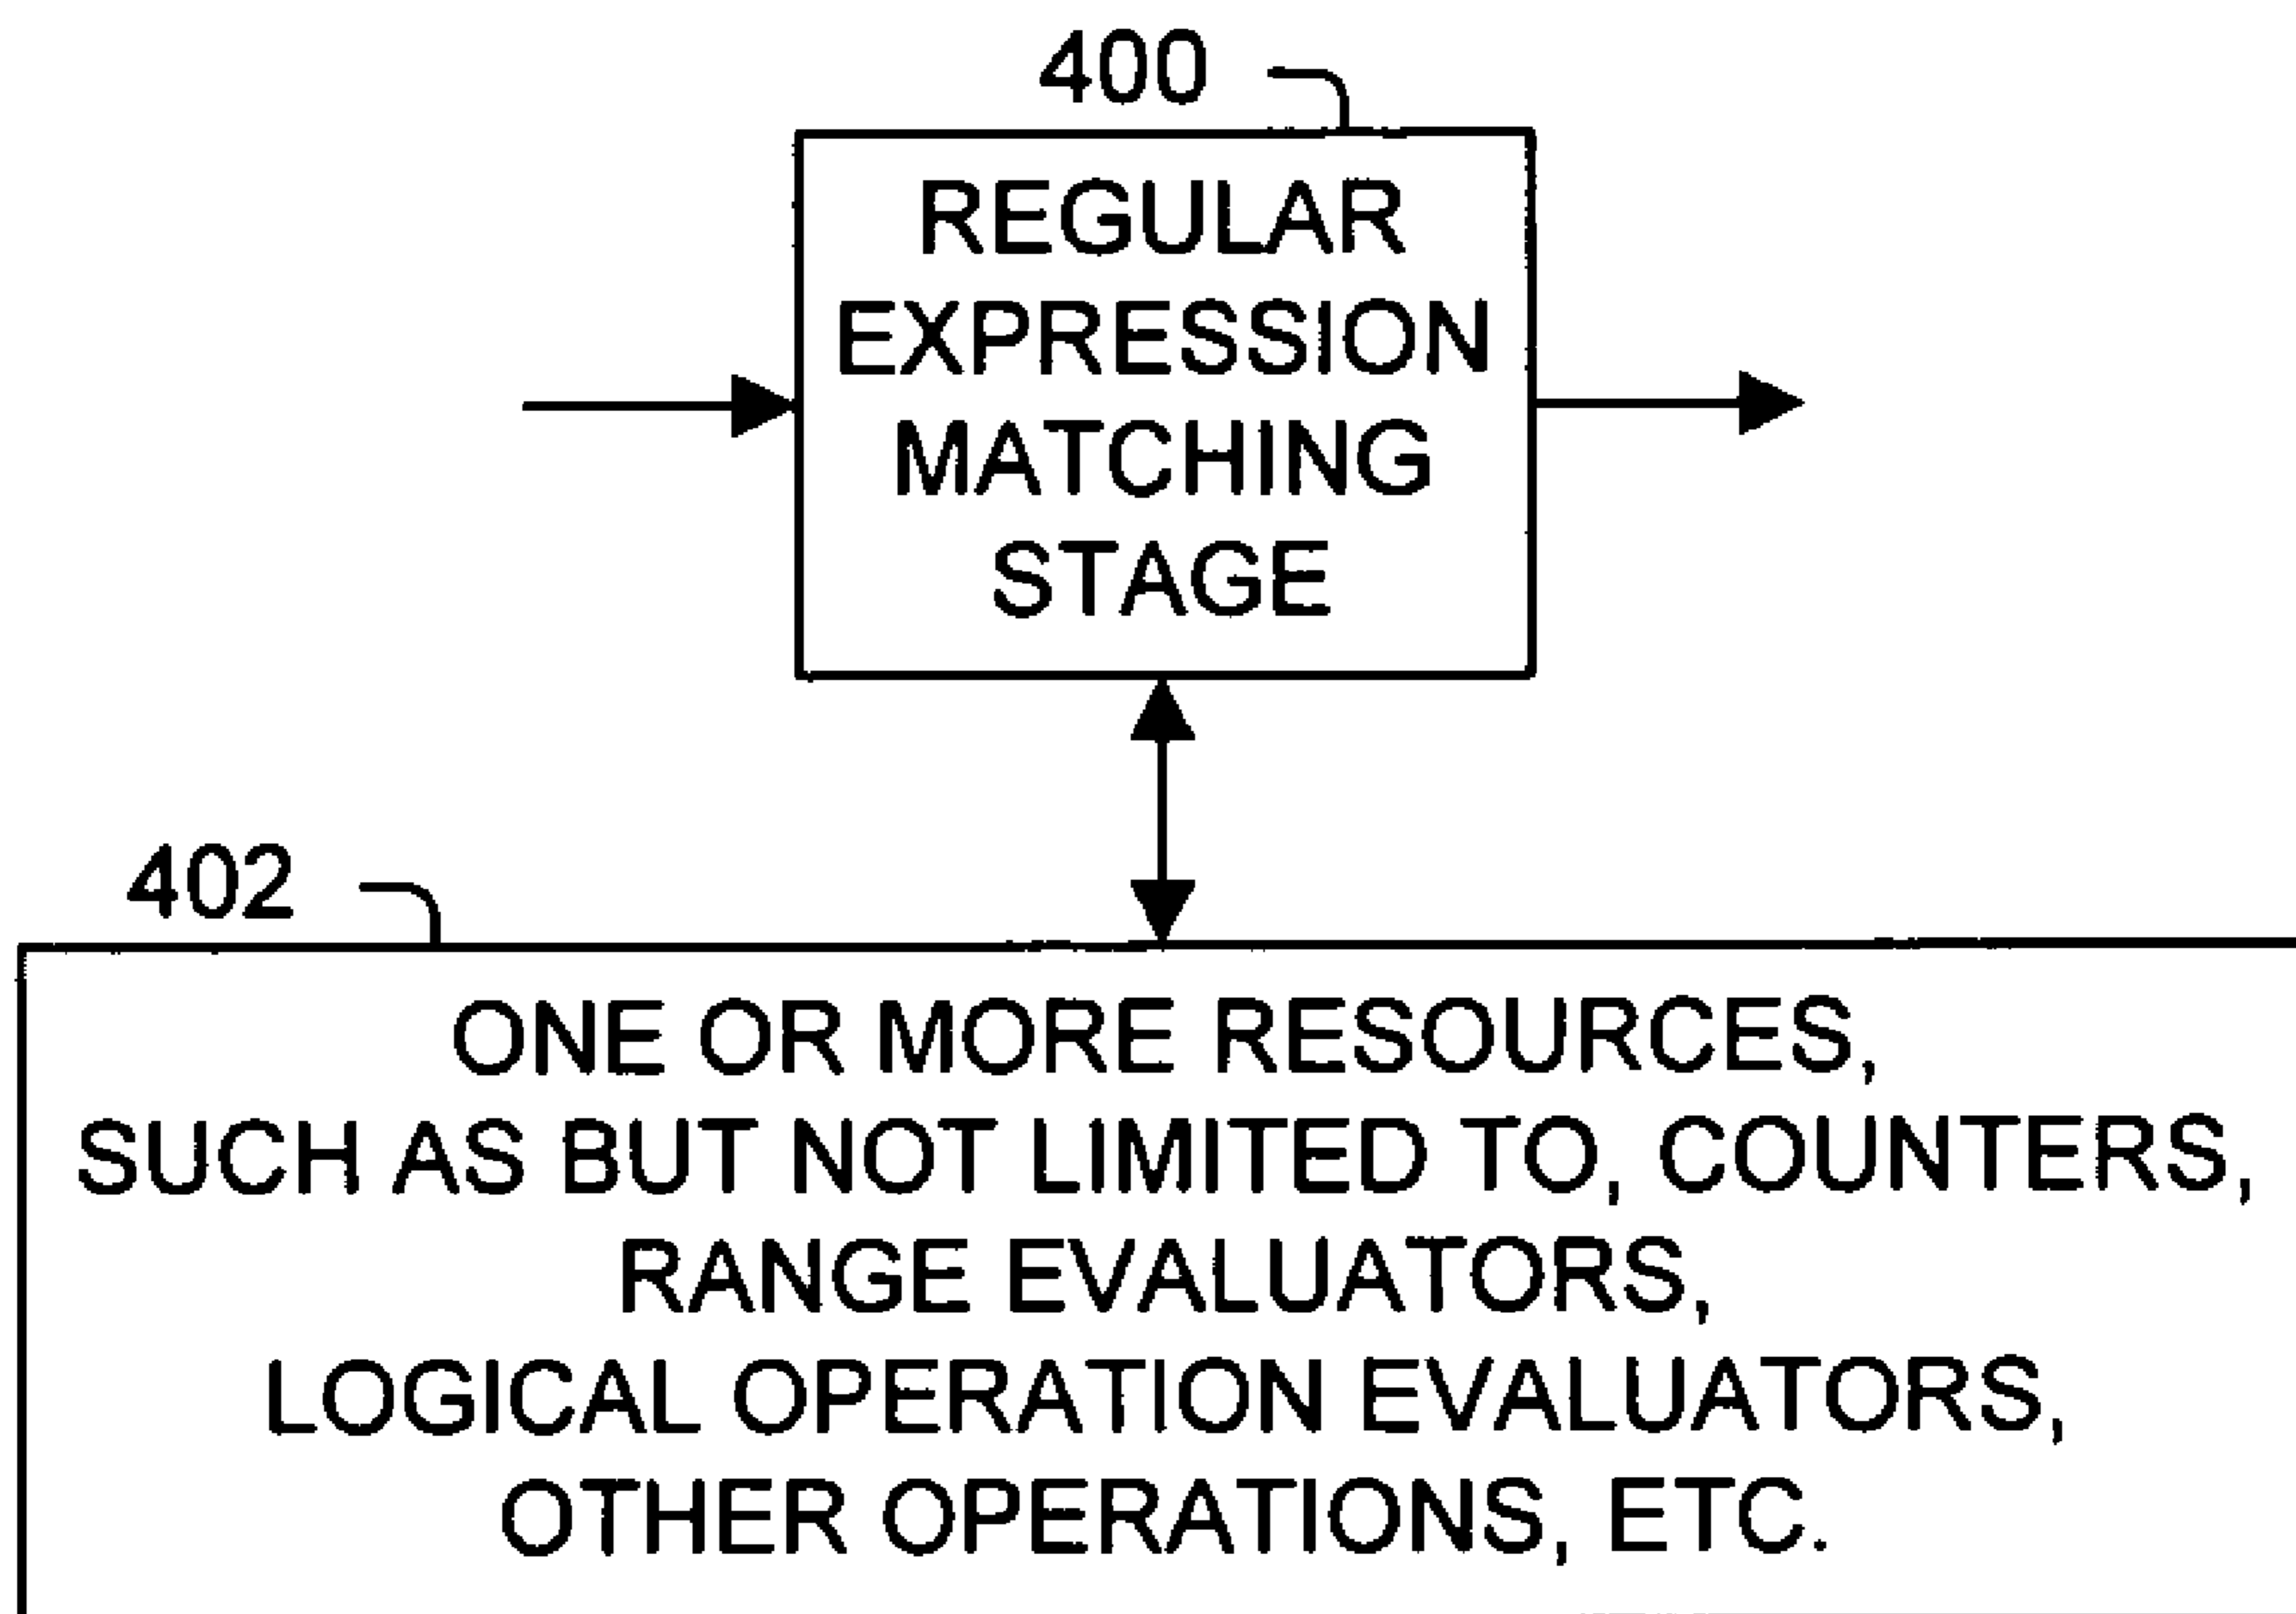 400
REGULAR
EXPRESSION
MATCHING
STAGE
402
ONE OR MORE RESOURCES,
SUCH AS BUT NOT LIMITED TO, COUNTERS,
RANGE EVALUATORS,
LOGICAL OPERATION EVALUATORS,
OTHER OPERATIONS, ETC.